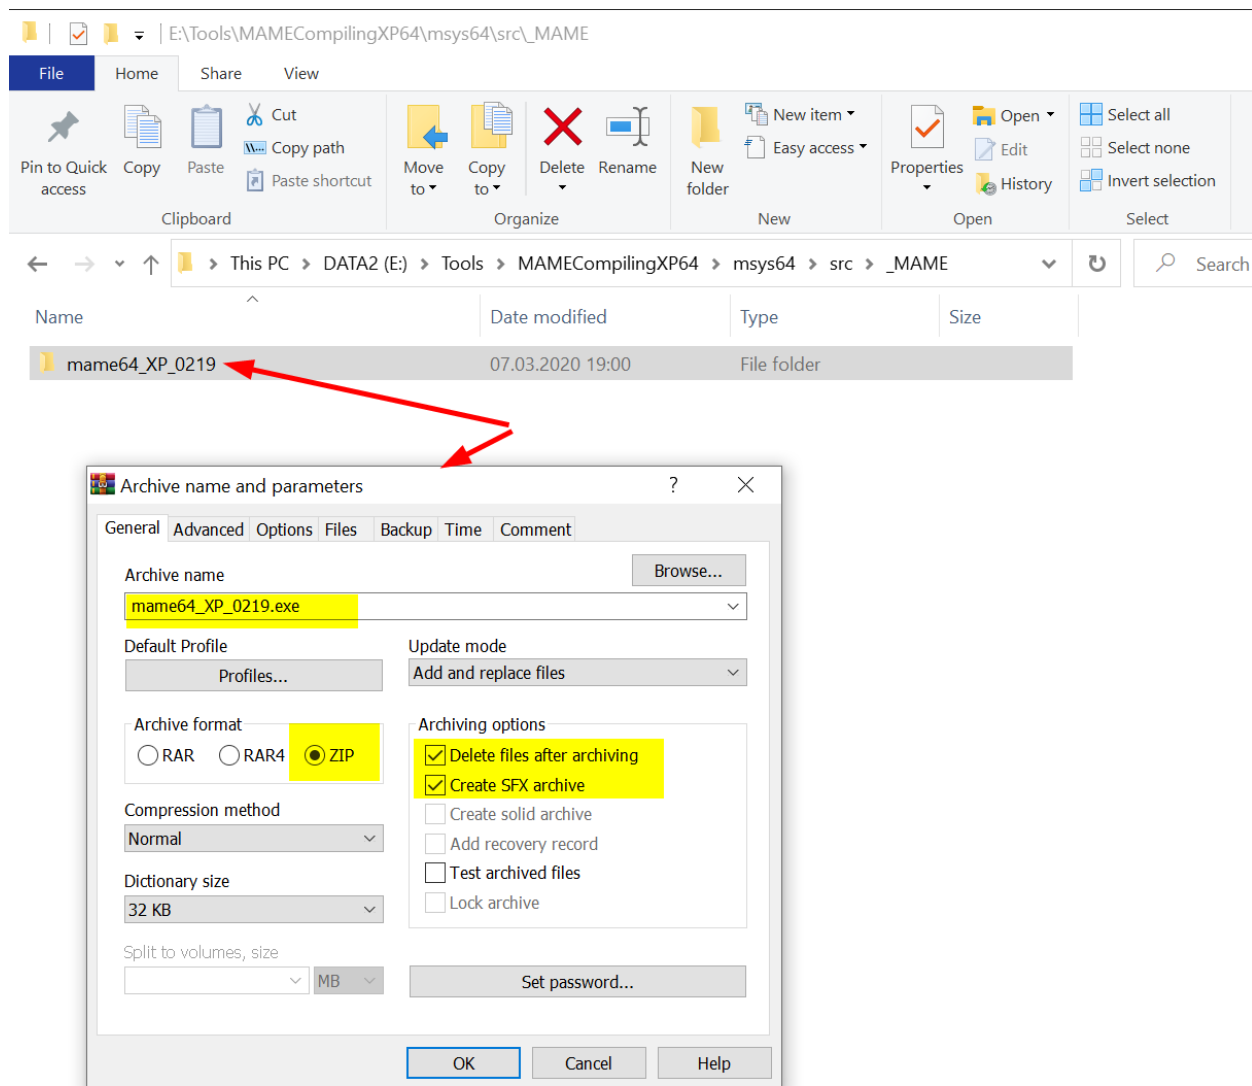 E:\Tools\MAMECompilingXP64\msys64\src\_MAME
File Home Share View
Pin to Quick access
Copy
Paste
Cut
Copy path
Paste shortcut
Clipboard
Move to
Copy to
Delete
Rename
Organize
New folder
New item
Easy access
New
Properties
Open
Edit
History
Open
Select all
Select none
Invert selection
Select
This PC > DATA2 (E:) > Tools > MAMECompilingXP64 > msys64 > src > _MAME
Search
Name Date modified Type Size
mame64_XP_0219 07.03.2020 19:00 File folder
Archive name and parameters ?
General Advanced Options Files Backup Time Comment
Archive name
Browse...
mame64_XP_0219.exe
Default Profile
Profiles...
Update mode
Add and replace files
Archive format
RAR RAR4 ZIP
Archiving options
Delete files after archiving
Create SFX archive
Create solid archive
Add recovery record
Test archived files
Lock archive
Compression method
Normal
Dictionary size
32 KB
Split to volumes, size
MB
Set password...
OK Cancel Help